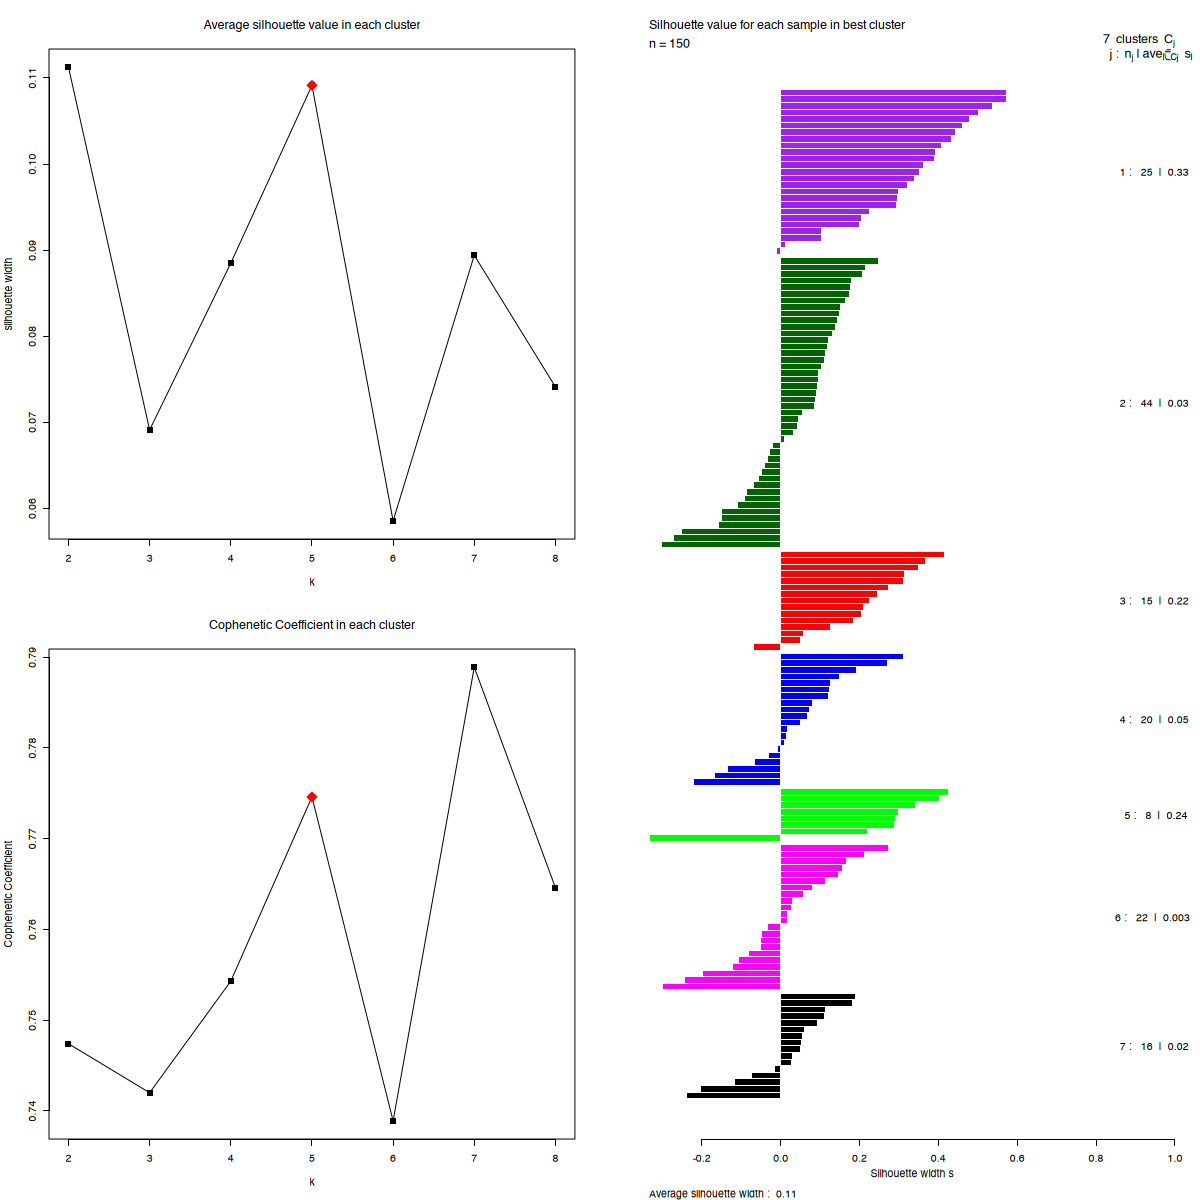 Average silhouette value in each cluster
silhouette width
0.11
0.10
0.09
0.08
0.07
0.06
2 3 4 5 6 7 8
k
Cophenetic Coefficient in each cluster
Cophenetic Coefficient
0.79
0.78
0.77
0.76
0.75
0.74
2 3 4 5 6 7 8
k
Silhouette value for each sample in best cluster
n = 150
7 clusters Cj
j : nj | ave
1 : 25 | 0.33
2 : 44 | 0.03
3 : 15 | 0.22
4 : 20 | 0.05
5 : 8 | 0.24
6 : 22 | 0.003
7 : 16 | 0.02
-0.2 0.0 0.2 0.4 0.6 0.8 1.0
Silhouette width s
Average silhouette width : 0.11